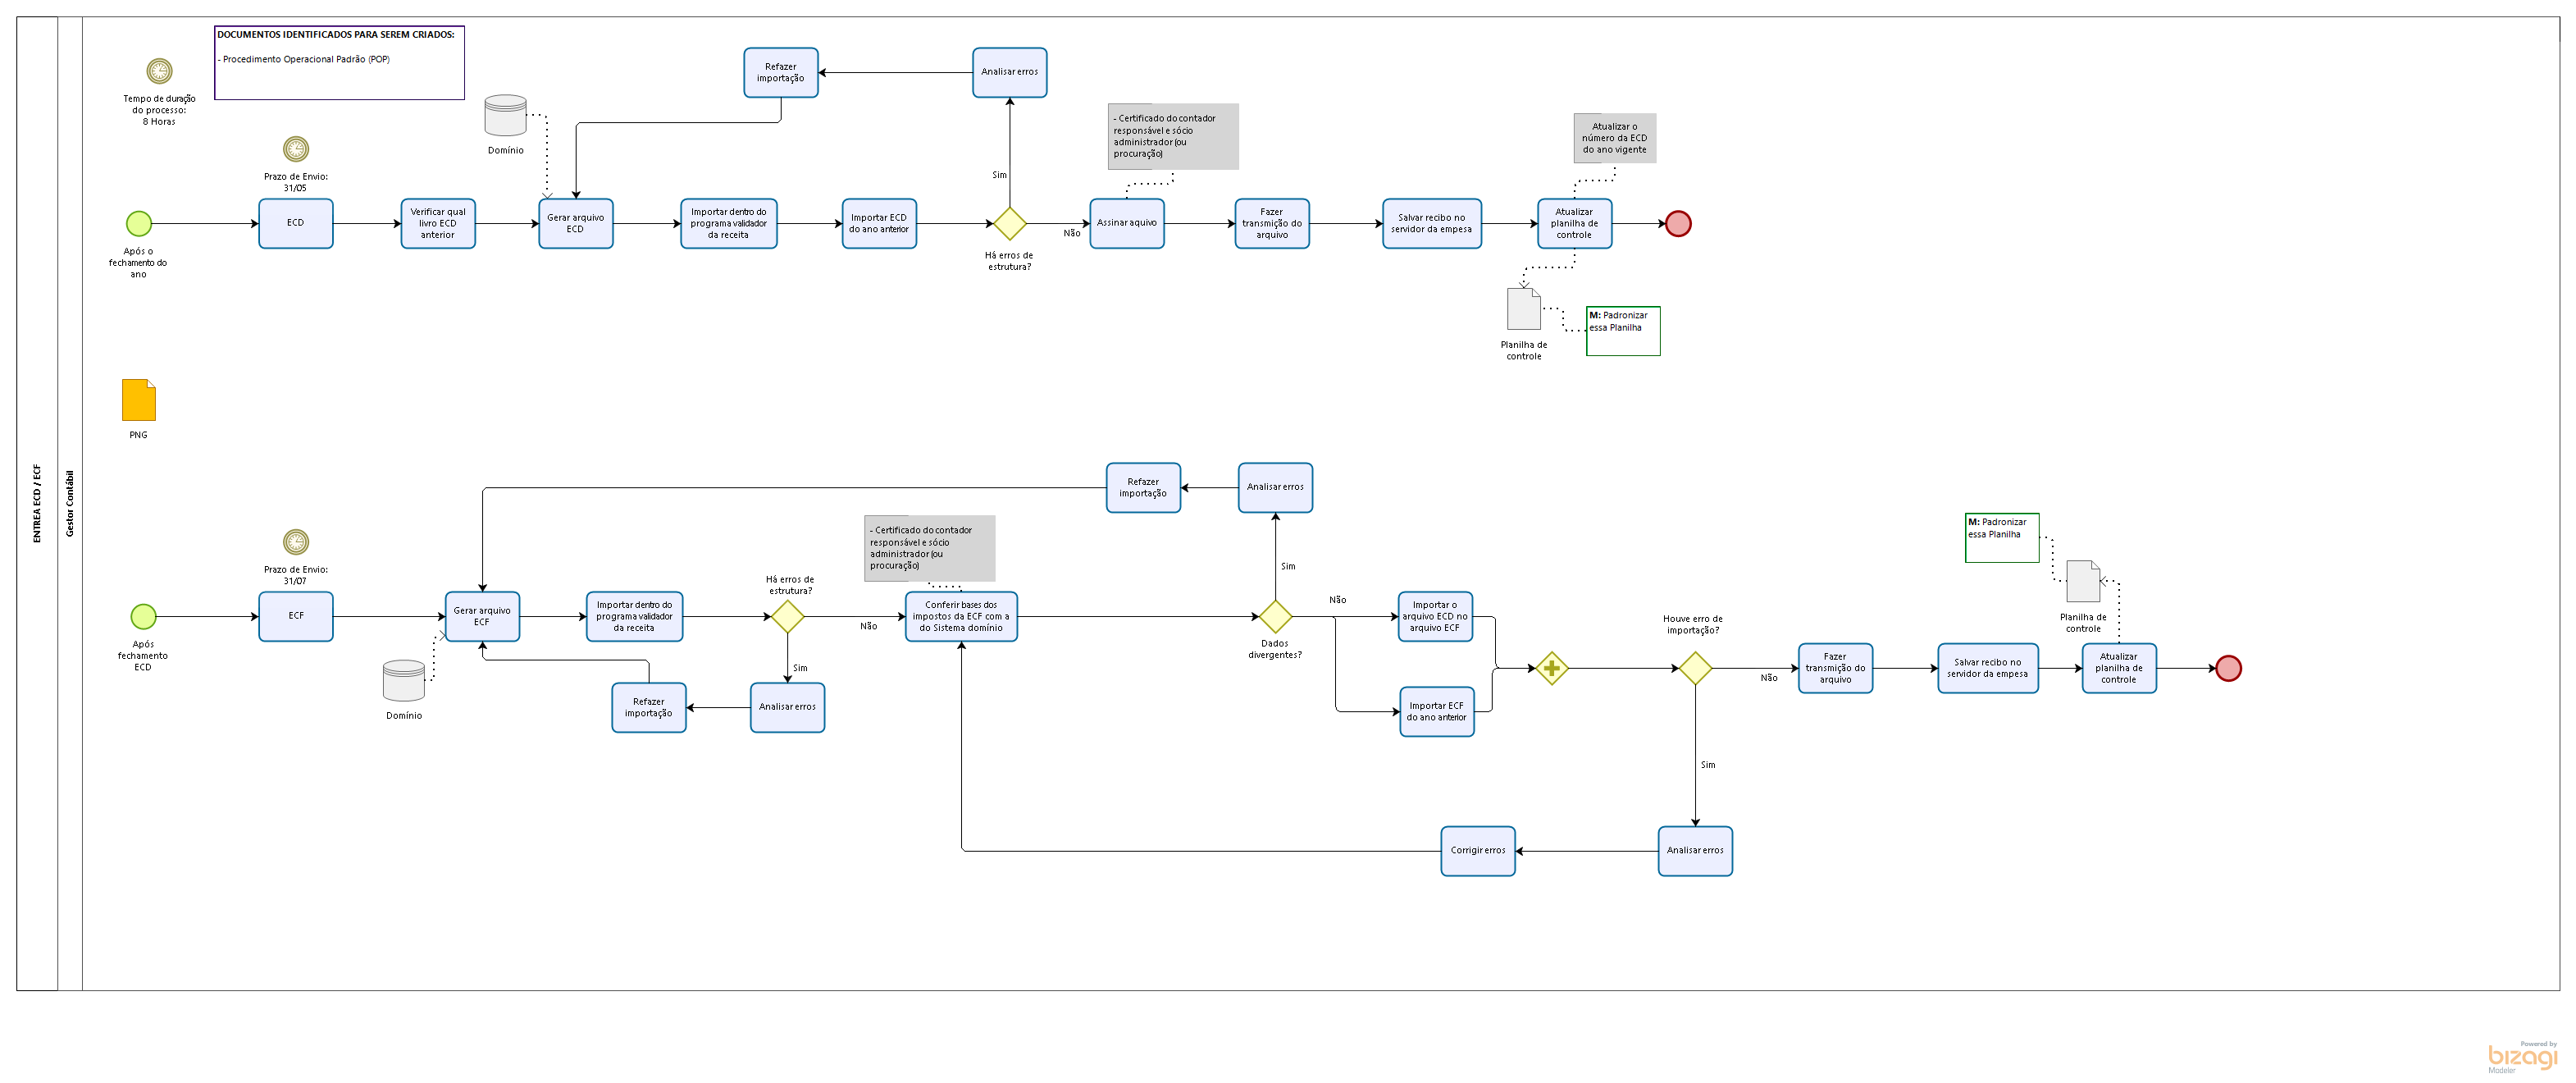 ENTREA ECD / ECF
Gestor Contábil
DOCUMENTOS IDENTIFICADOS PARA SEREM CRIADOS:
- Procedimento Operacional Padrão (POP)
Tempo de duração
do processo:
8 Horas
Refazer
importação
Analisar erros
Domínio
- Certificado do contador
responsável e sócio
administrador (ou
procuração)
Atualizar o
número da ECD
do ano vigente
Prazo de Envio:
31/05
Sim
Após o
fechamento do
ano
ECD
Verificar qual
livro ECD
anterior
Gerar arquivo
ECD
Importar dentro do
programa validador
da receita
Importar ECD
do ano anterior
Há erros de
estrutura?
Não
Assinar aquivo
Fazer
transmição do
arquivo
Salvar recibo no
servidor da empesa
Atualizar
planilha de
controle
Planilha de
controle
M: Padronizar
essa Planilha
PNG
Refazer
importação
Analisar erros
- Certificado do contador
responsável e sócio
administrador (ou
procuração)
M: Padronizar
essa Planilha
Prazo de Envio:
31/07
Há erros de
estrutura?
Sim
Após
fechamento
ECD
ECF
Gerar arquivo
ECF
Importar dentro do
programa validador
da receita
Não
Conferir bases dos
impostos da ECF com a
do Sistema domínio
Dados
divergentes?
Não
Importar o
arquivo ECD no
arquivo ECF
Houve erro de
importação?
Planilha de
controle
Domínio
Sim
Refazer
importação
Analisar erros
Importar ECF
do ano anterior
Não
Fazer
transmição do
arquivo
Salvar recibo no
servidor da empesa
Atualizar
planilha de
controle
Sim
Corrigir erros
Analisar erros
Powered by
bizagi
Modeler